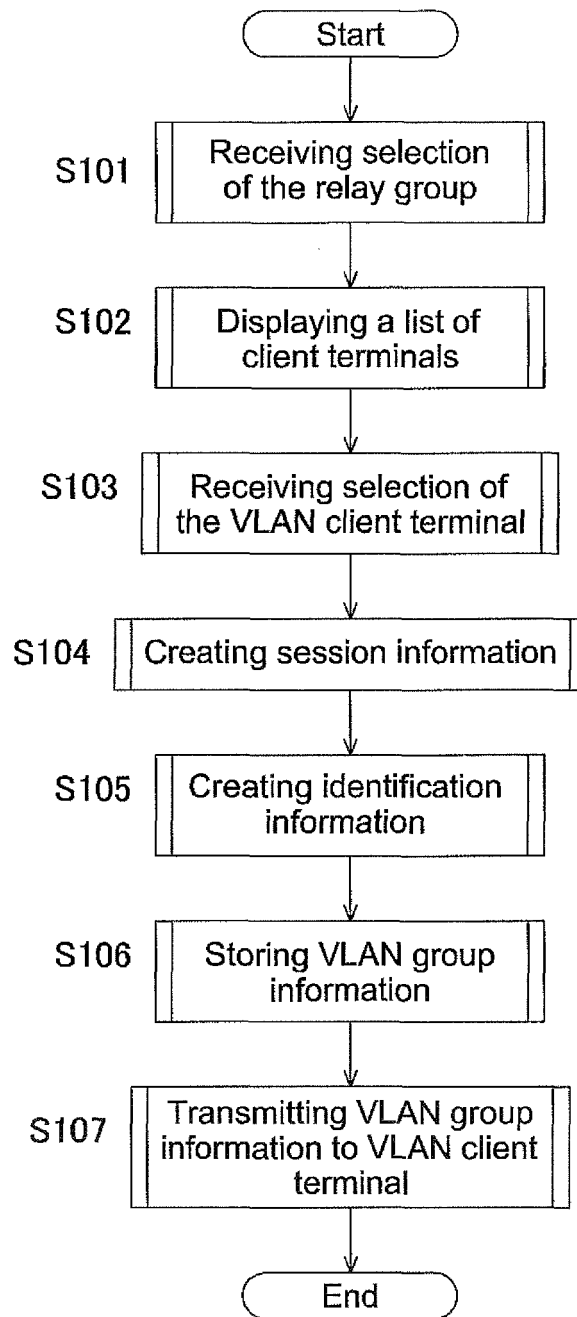 Start
S101
Receiving selection
of the relay group
S102
Displaying a list of
client terminals
S103
Receiving selection of
the VLAN client terminal
S104
Creating session information
S105
Creating identification
information
S106
Storing VLAN group
information
S107
Transmitting VLAN group
information to VLAN client
terminal
End